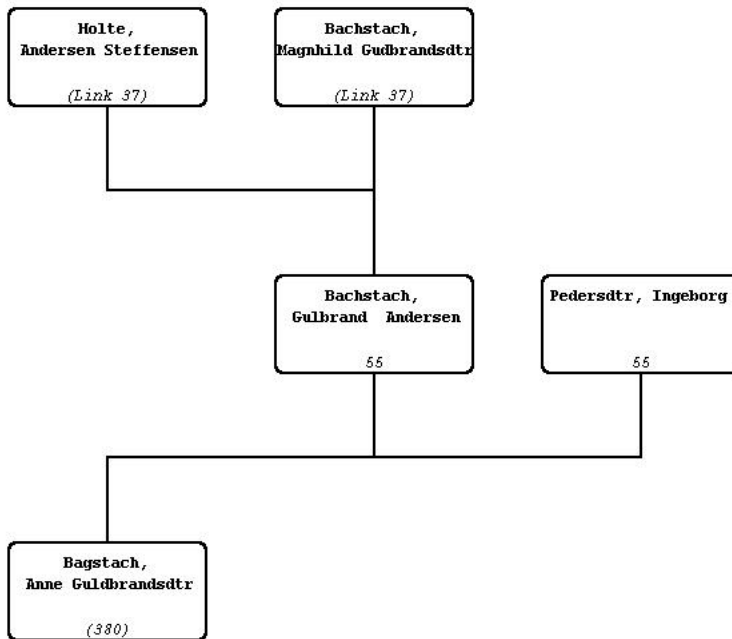 Holte,
Andersen Steffensen
(Link 37)
Bachstach,
Magnhild Gudbrandsdtr
(Link 37)
Bachstach,
Gulbrand Andersen
55
Pedersdtr, Ingeborg
55
Bagstach,
Anne Guldbrandsdtr
(380)